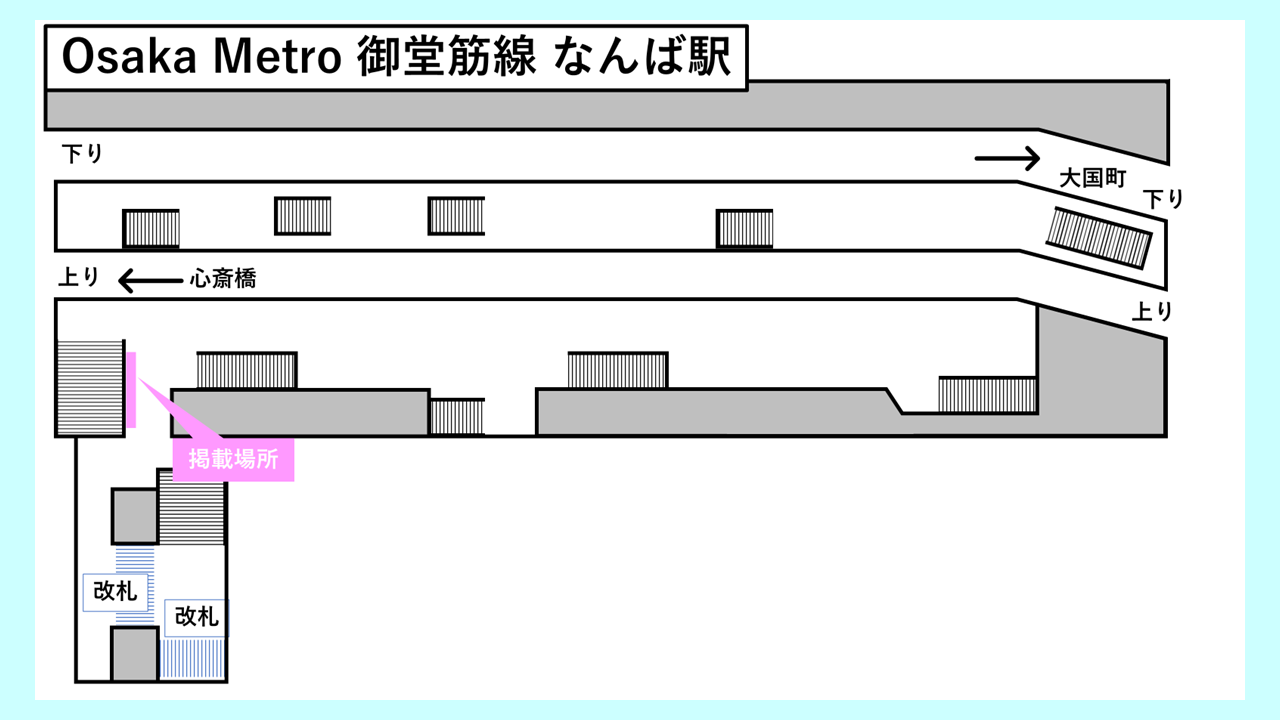 Osaka Metro 御堂筋線 なんば駅
下り
大国町
下り
上り
心斎橋
上り
掲載場所
改札
改札